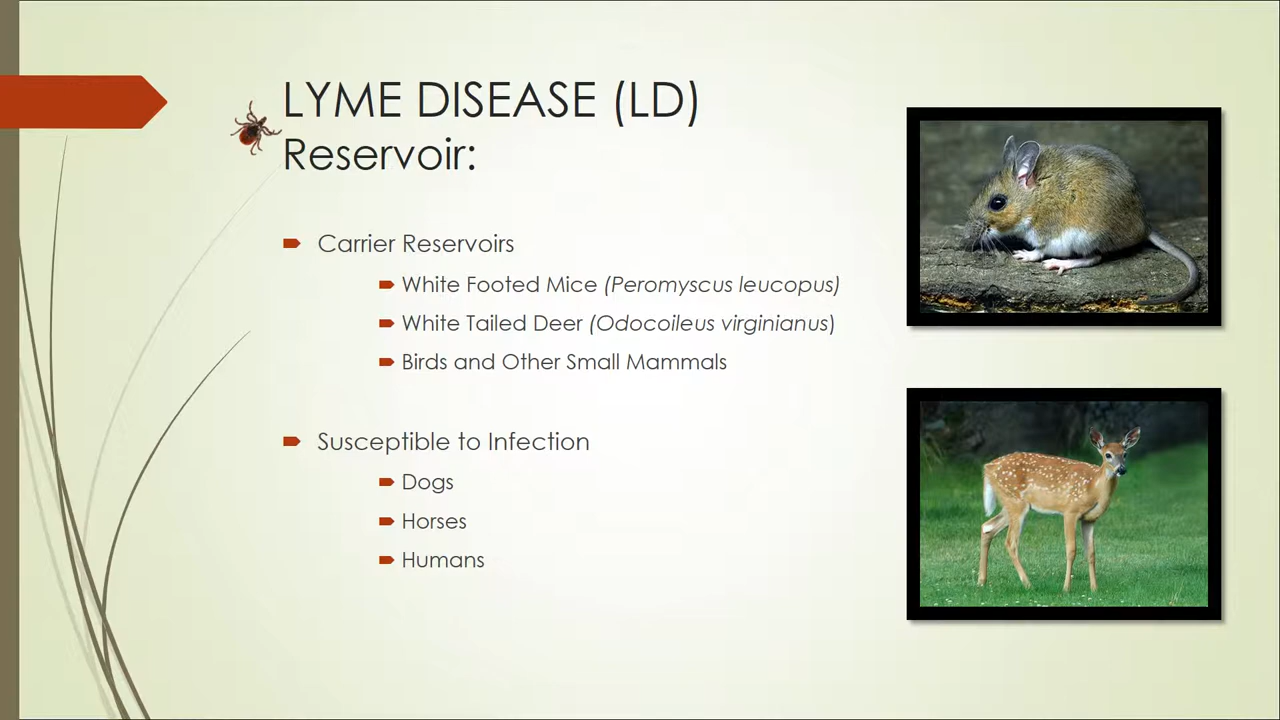 LYME DISEASE (LD)
Reservoir:
Carrier Reservoirs
White Footed Mice (Peromyscus leucopus)
White Tailed Deer (Odocoileus virginianus)
Birds and Other Small Mammals
Susceptible to Infection
Dogs
Horses
Humans